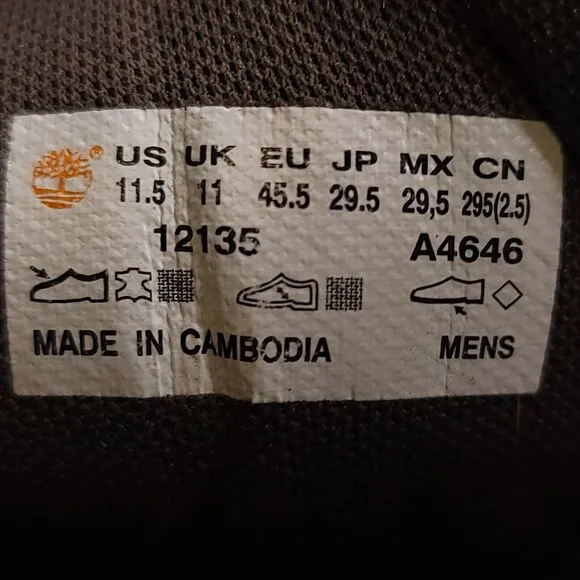 ® US UK EU JP MX CN
11.5 11 45.5 29.5 29,5 295(2.5)
12135 A4646
MADE IN CAMBODIA MENS